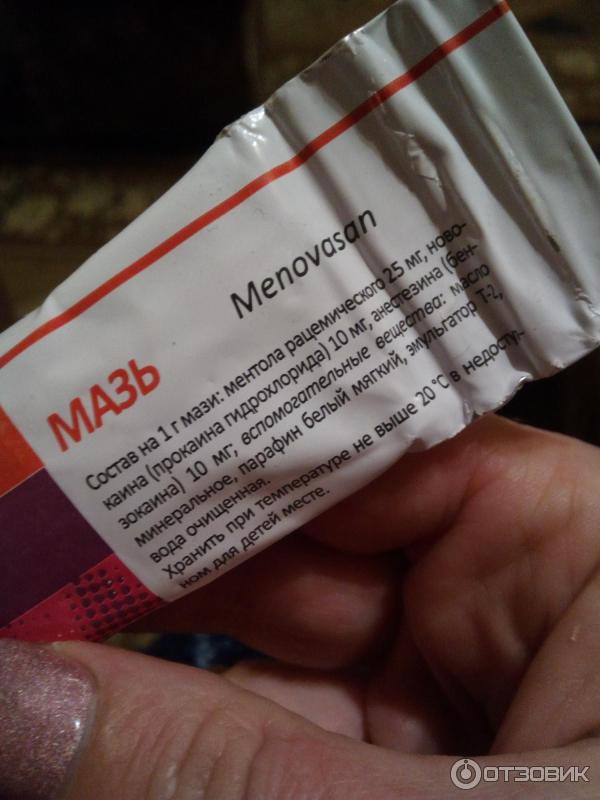 Menovasan
МАЗЬ
Состав на 1 г мази: ментола рацемического 25 мг, ново-
каина (прокаина гидрохлорида) 10 мг, анестезина (бен-
зокаина) 10 мг; вспомогательные вещества: масло
минеральное, парафин белый мягкий, эмульгатор Т-2,
вода очищенная.
Хранить при температуре не выше 20 °С в недоступ-
ном для детей месте.
ОТЗОВИК